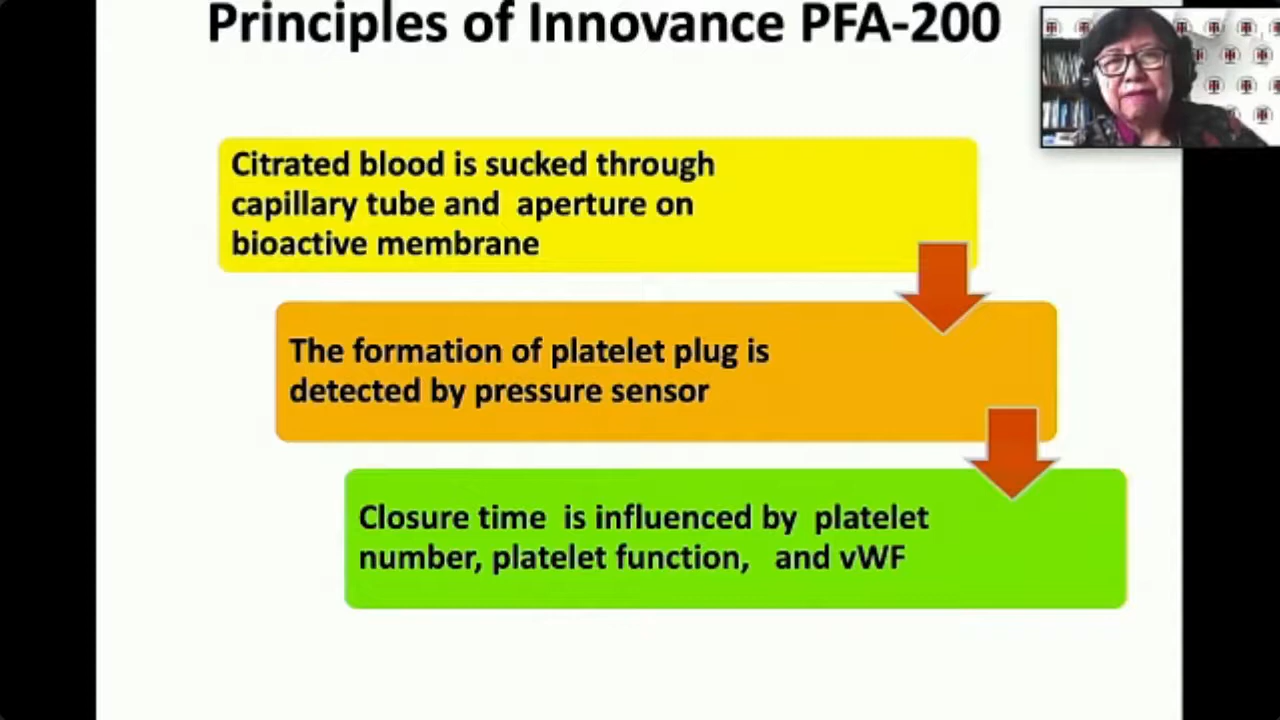 Principles of Innovance PFA-200
Citrated blood is sucked through
capillary tube and aperture on
bioactive membrane
The formation of platelet plug is
detected by pressure sensor
Closure time is influenced by platelet
number, platelet function, and vWF